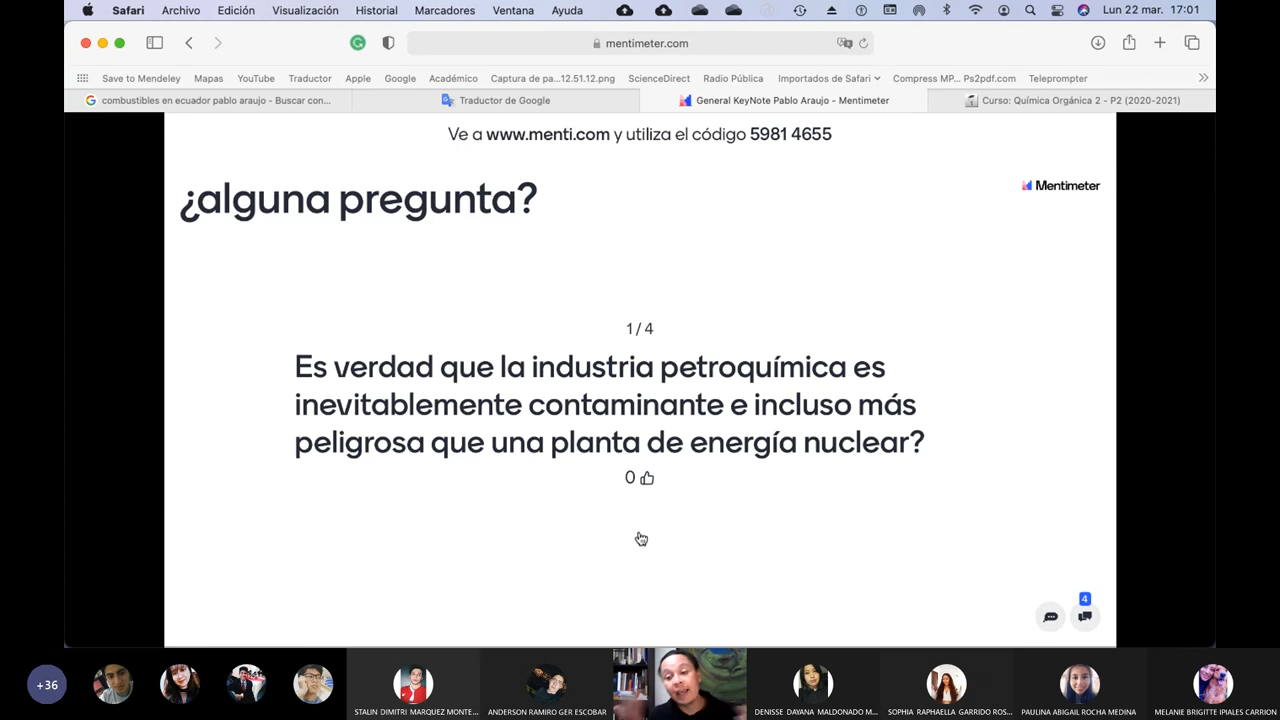 Safari Archivo Edición Visualización Historial Marcadores Ventana Ayuda Lun 22 mar. 17:01
mentimeter.com
Save to Mendeley Mapas YouTube Traductor Apple Google Académico Captura de pa...12.51.12.png ScienceDirect Radio Pública Importados de Safari Compress MP... Ps2pdf.com Teleprompter
combustibles en ecuador pablo araujo - Buscar con... Traductor de Google General KeyNote Pablo Araujo - Mentimeter Curso: Química Orgánica 2 - P2 (2020-2021)
Ve a www.menti.com y utiliza el código 5981 4655
¿alguna pregunta?
Mentimeter
1 / 4
Es verdad que la industria petroquímica es
inevitablemente contaminante e incluso más
peligrosa que una planta de energía nuclear?
0
4
+36
STALIN DIMITRI MARQUEZ MONTE... ANDERSON RAMIRO GER ESCOBAR DENISSE DAYANA MALDONADO M... SOPHIA RAPHAELLA GARRIDO ROS... PAULINA ABIGAIL ROCHA MEDINA MELANIE BRIGITTE IPIALES CARRION